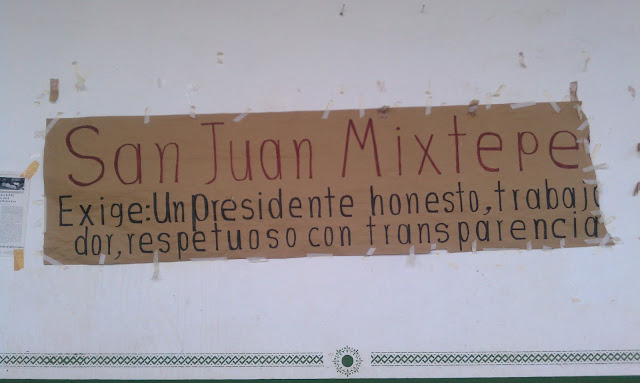 San Juan Mixtepe
Exige: Un presidente honesto, trabaja
dor, respetuoso con transparencia